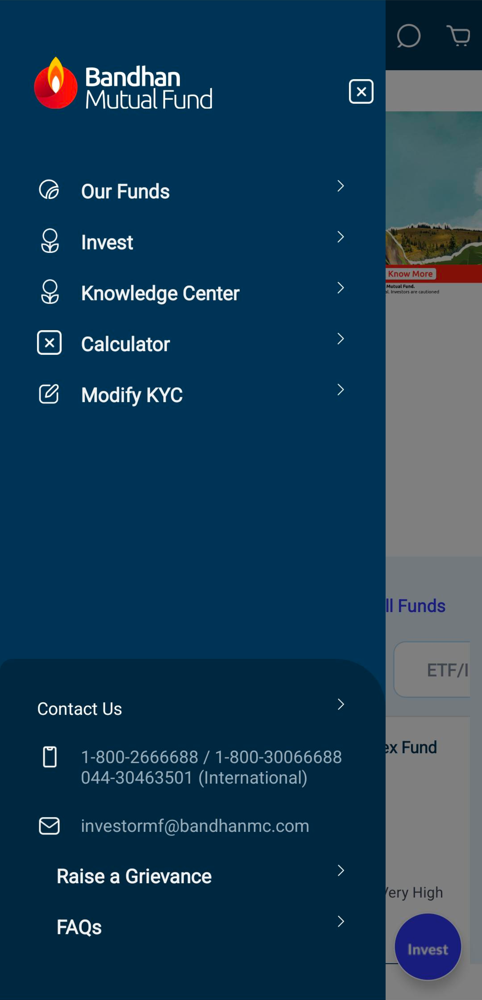 Bandhan
Mutual Fund
Our Funds
Invest
Knowledge Center
Calculator
Modify KYC
Know More
Mutual Fund.
Investors are cautioned
ll Funds
ETF/I
Contact Us
1-800-2666688 / 1-800-30066688
044-30463501 (International)
ex Fund
investormf@bandhanmc.com
Raise a Grievance
Very High
FAQs
Invest